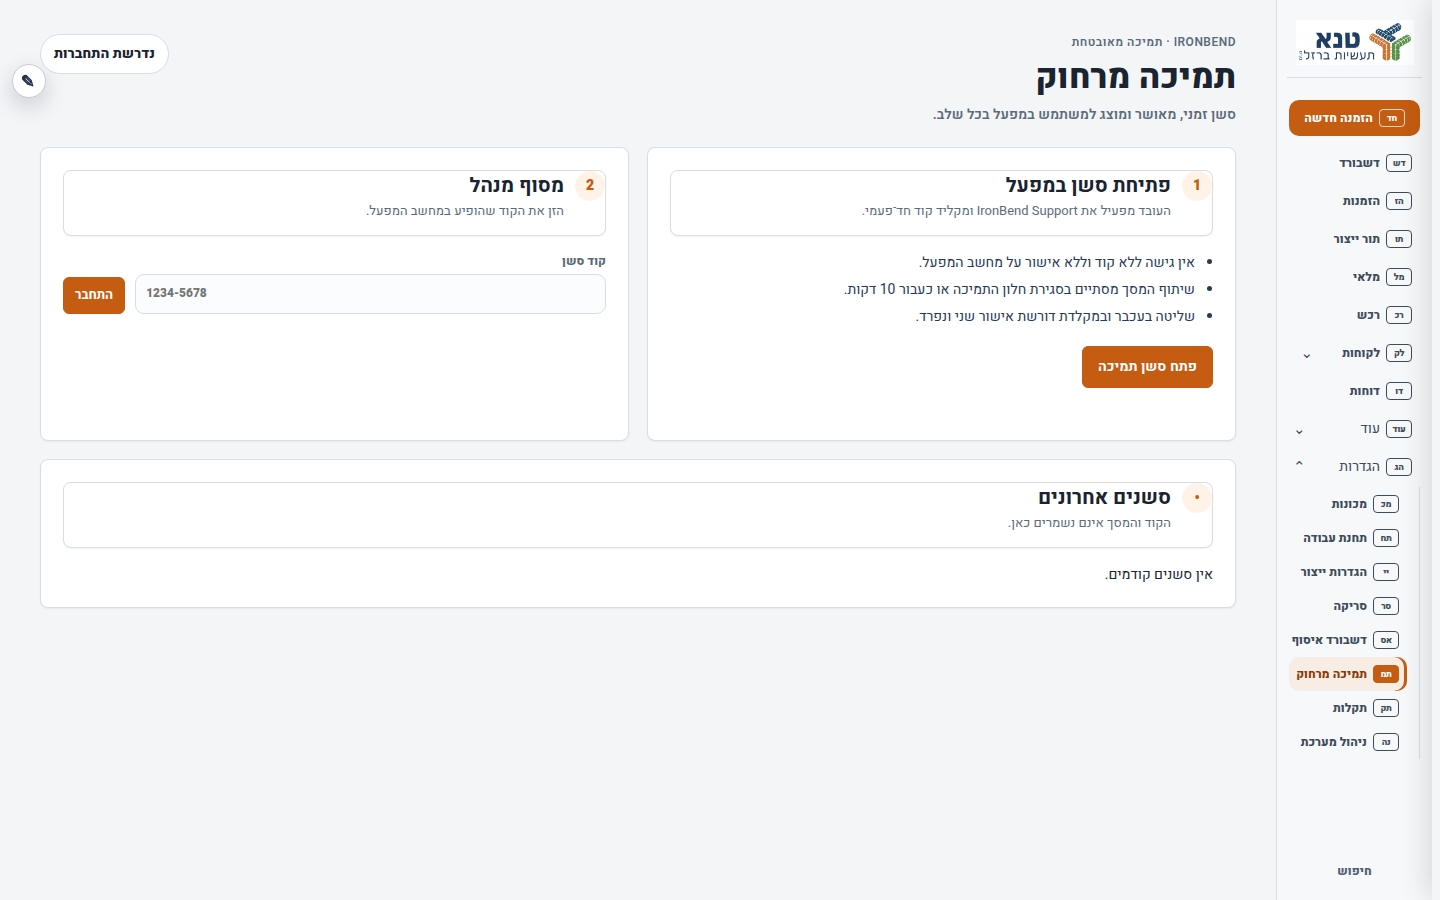 טנא
תעשיות ברזל
חד הזמנה חדשה
דש דשבורד
הז הזמנות
תו תור ייצור
מל מלאי
רכ רכש
לק לקוחות
דו דוחות
עוד עוד
הג הגדרות
מכ מכונות
תח תחנת עבודה
יי הגדרות ייצור
סר סריקה
אס דשבורד איסוף
תמ תמיכה מרחוק
תק תקלות
נה ניהול מערכת
חיפוש
IRONBEND · תמיכה מאובטחת
תמיכה מרחוק
סשן זמני, מאושר ומוצג למשתמש במפעל בכל שלב.
נדרשת התחברות
1 פתיחת סשן במפעל
העובד מפעיל את IronBend Support ומקליד קוד חד־פעמי.
• אין גישה ללא קוד וללא אישור על מחשב המפעל.
• שיתוף המסך מסתיים בסגירת חלון התמיכה או כעבור 10 דקות.
• שליטה בעכבר ובמקלדת דורשת אישור שני ונפרד.
פתח סשן תמיכה
2 מסוף מנהל
הזן את הקוד שהופיע במחשב המפעל.
קוד סשן
1234-5678
התחבר
• סשנים אחרונים
הקוד והמסך אינם נשמרים כאן.
אין סשנים קודמים.